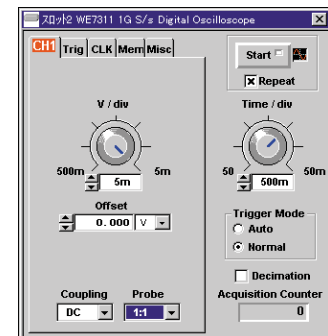 スロット2 WE7311 1G S/s Digital Oscilloscope
CH1 Trig CLK Mem Misc
Start
Repeat
V / div
500m 5m
5m
Offset
0.000 V
Coupling Probe
DC 1:1
Time / div
50 50
500m
Trigger Mode
Auto
Normal
Decimation
Acquisition Counter
0